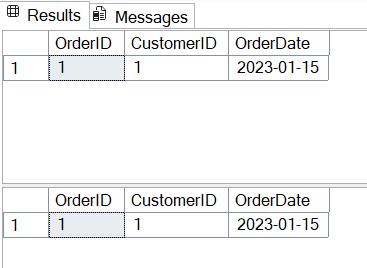 Results Messages
OrderID CustomerID OrderDate
1 1 1 2023-01-15
OrderID CustomerID OrderDate
1 1 1 2023-01-15